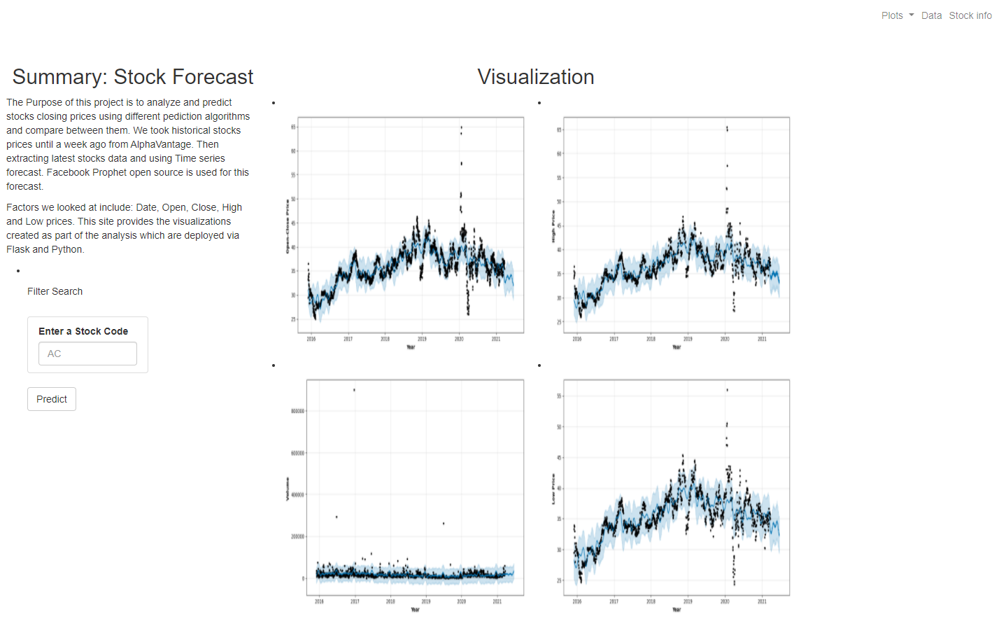 Plots Data Stock info
Summary: Stock Forecast
The Purpose of this project is to analyze and predict
stocks closing prices using different pediction algorithms
and compare between them. We took historical stocks
prices until a week ago from AlphaVantage. Then
extracting latest stocks data and using Time series
forecast. Facebook Prophet open source is used for this
forecast.
Factors we looked at include: Date, Open, Close, High
and Low prices. This site provides the visualizations
created as part of the analysis which are deployed via
Flask and Python.
Filter Search
Enter a Stock Code
AC
Predict
Visualization
Open-Close Price
65
60
55
50
45
40
35
30
25
2016 2017 2018 2019 2020 2021
Year
High Price
65
60
55
50
45
40
35
30
25
2016 2017 2018 2019 2020 2021
Year
Volume
800000
600000
400000
200000
0
2016 2017 2018 2019 2020 2021
Year
Low Price
55
50
45
40
35
30
25
2016 2017 2018 2019 2020 2021
Year